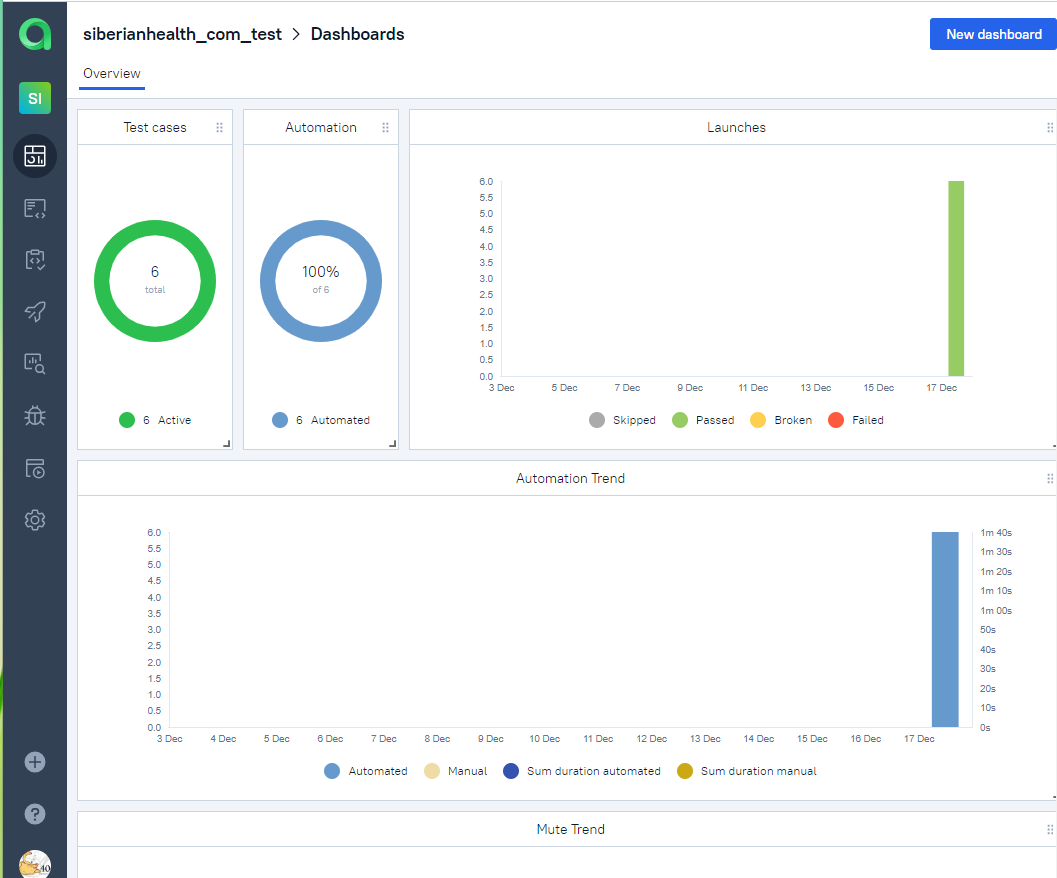 siberianhealth_com_test > Dashboards
New dashboard
Overview
SI
Test cases
6
total
6 Active
Automation
100%
of 6
6 Automated
Launches
6.0
5.5
5.0
4.5
4.0
3.5
3.0
2.5
2.0
1.5
1.0
0.5
0.0
3 Dec 5 Dec 7 Dec 9 Dec 11 Dec 13 Dec 15 Dec 17 Dec
Skipped Passed Broken Failed
Automation Trend
6.0
5.5
5.0
4.5
4.0
3.5
3.0
2.5
2.0
1.5
1.0
0.5
0.0
1m 40s
1m 30s
1m 20s
1m 10s
1m 00s
50s
40s
30s
20s
10s
0s
3 Dec 4 Dec 5 Dec 6 Dec 7 Dec 8 Dec 9 Dec 10 Dec 11 Dec 12 Dec 13 Dec 14 Dec 15 Dec 16 Dec 17 Dec
Automated Manual Sum duration automated Sum duration manual
Mute Trend
?
40